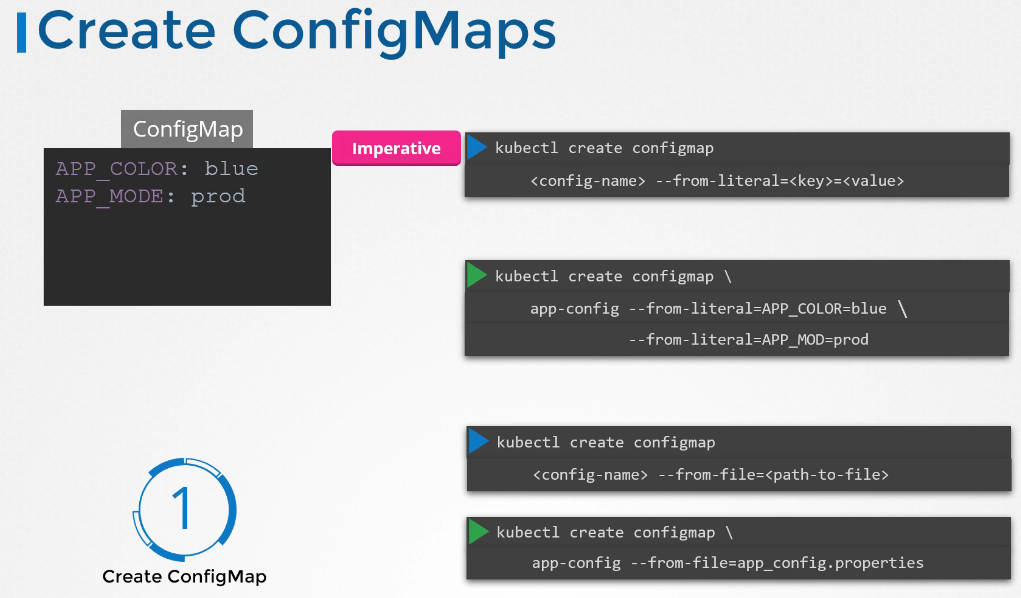 Create ConfigMaps
ConfigMap
APP_COLOR: blue
APP_MODE: prod
Imperative
kubectl create configmap
<config-name> --from-literal=<key>=<value>
kubectl create configmap \
app-config --from-literal=APP_COLOR=blue \
--from-literal=APP_MOD=prod
kubectl create configmap
<config-name> --from-file=<path-to-file>
kubectl create configmap \
app-config --from-file=app_config.properties
1
Create ConfigMap